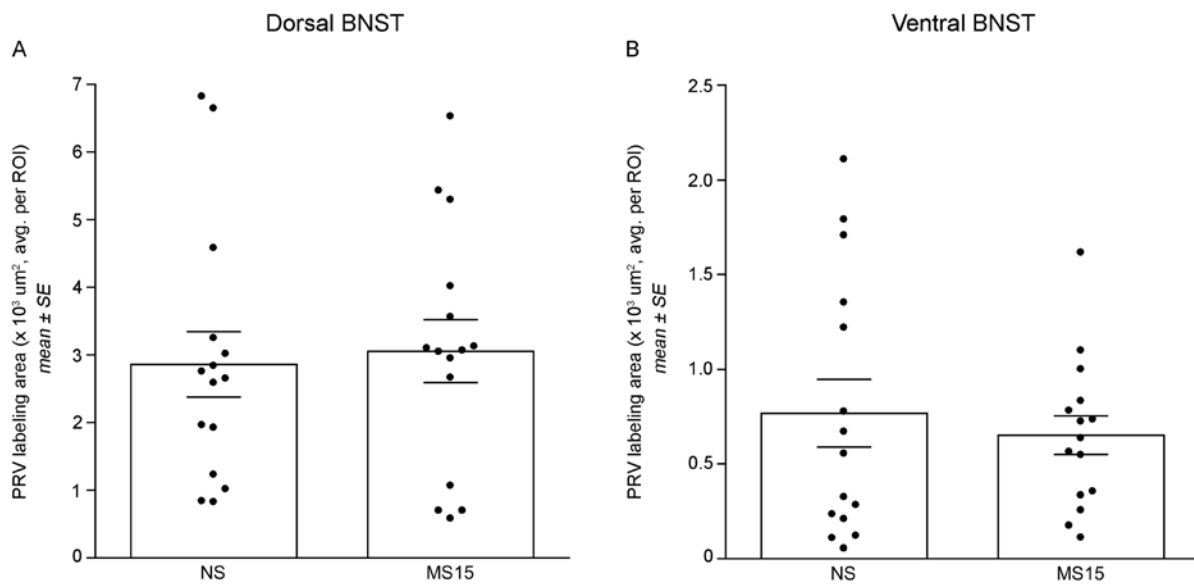 Dorsal BNST
A
PRV labeling area (x 10³ um², avg. per ROI)
mean ± SE
7
6
5
4
3
2
1
0
NS
MS15
Ventral BNST
B
PRV labeling area (x 10³ um², avg. per ROI)
mean ± SE
2.5
2.0
1.5
1.0
0.5
0
NS
MS15